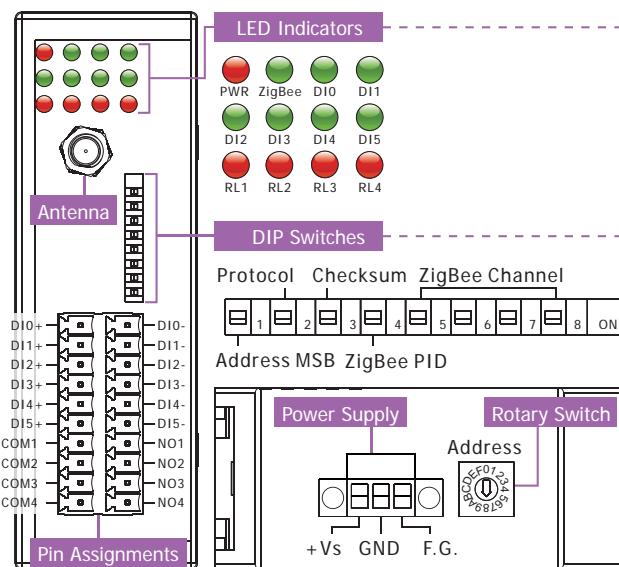 LED Indicators
PWR ZigBee DI0 DI1
DI2 DI3 DI4 DI5
RL1 RL2 RL3 RL4
Antenna
DIP Switches
Protocol Checksum ZigBee Channel
1 2 3 4 5 6 7 8 ON
Address MSB ZigBee PID
DI0+ DI0-
DI1+ DI1-
DI2+ DI2-
DI3+ DI3-
DI4+ DI4-
DI5+ DI5-
COM1 NO1
COM2 NO2
COM3 NO3
COM4 NO4
Pin Assignments
Power Supply
Rotary Switch
Address
0123456789ABCDEF
+Vs GND F.G.